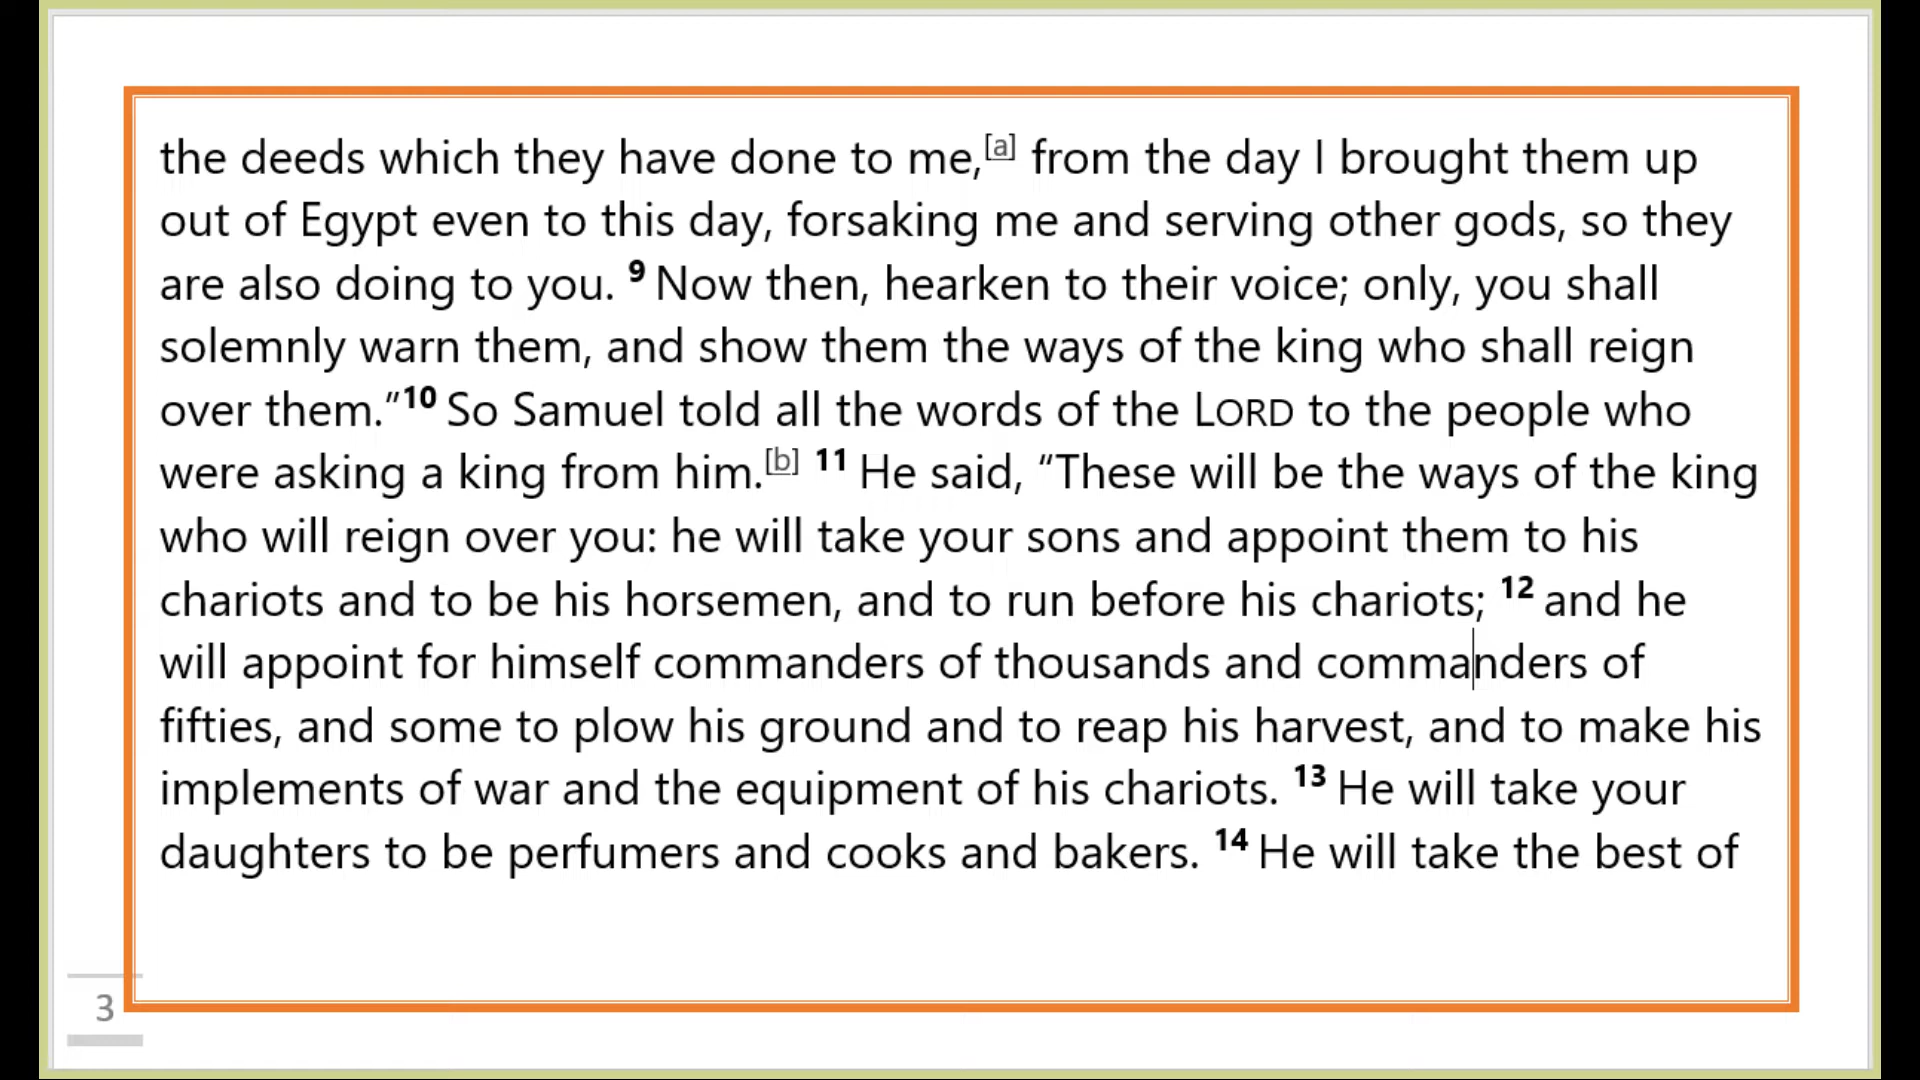 the deeds which they have done to me,[a] from the day I brought them up
out of Egypt even to this day, forsaking me and serving other gods, so they
are also doing to you. 9 Now then, hearken to their voice; only, you shall
solemnly warn them, and show them the ways of the king who shall reign
over them.”10 So Samuel told all the words of the LORD to the people who
were asking a king from him.[b] 11 He said, “These will be the ways of the king
who will reign over you: he will take your sons and appoint them to his
chariots and to be his horsemen, and to run before his chariots; 12 and he
will appoint for himself commanders of thousands and commanders of
fifties, and some to plow his ground and to reap his harvest, and to make his
implements of war and the equipment of his chariots. 13 He will take your
daughters to be perfumers and cooks and bakers. 14 He will take the best of
3